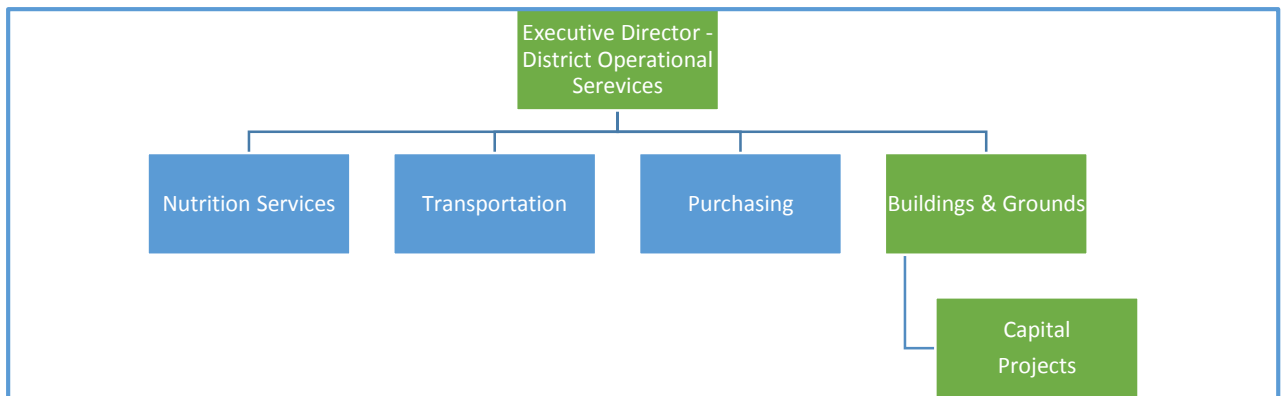 Executive Director -
District Operational
Serevices
Nutrition Services
Transportation
Purchasing
Buildings & Grounds
Capital
Projects